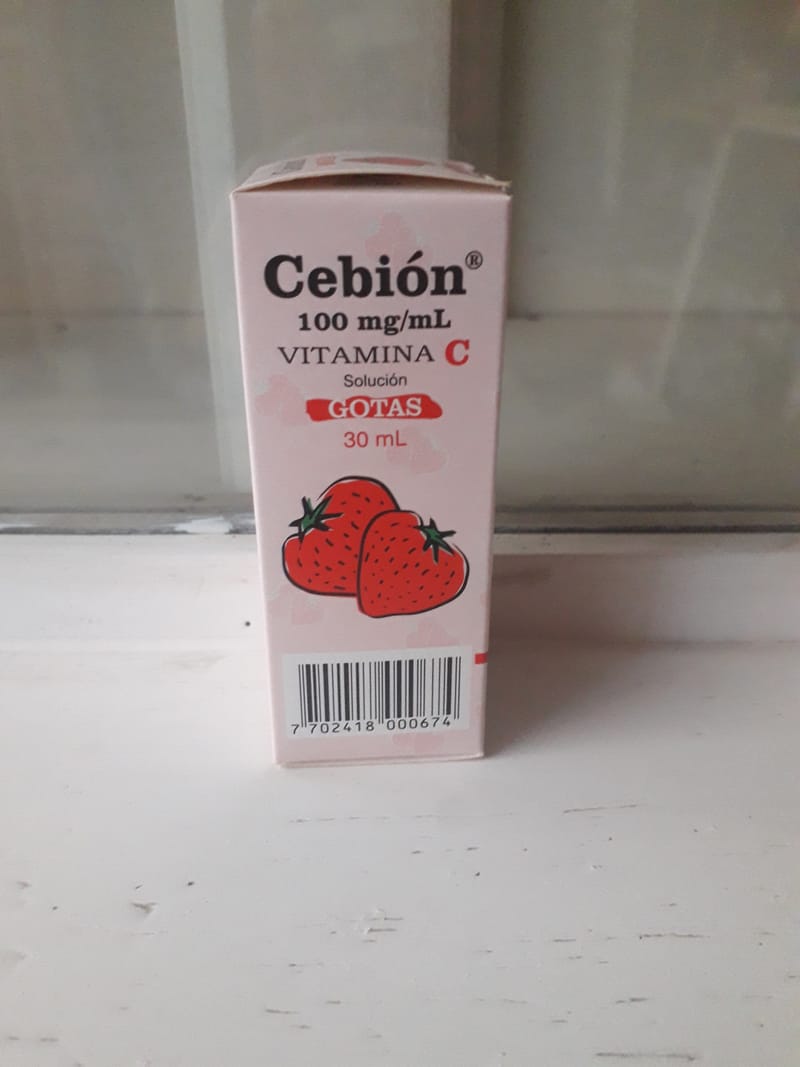 Cebión®
100 mg/mL
VITAMINA C
Solución
GOTAS
30 mL
7 702418 000674